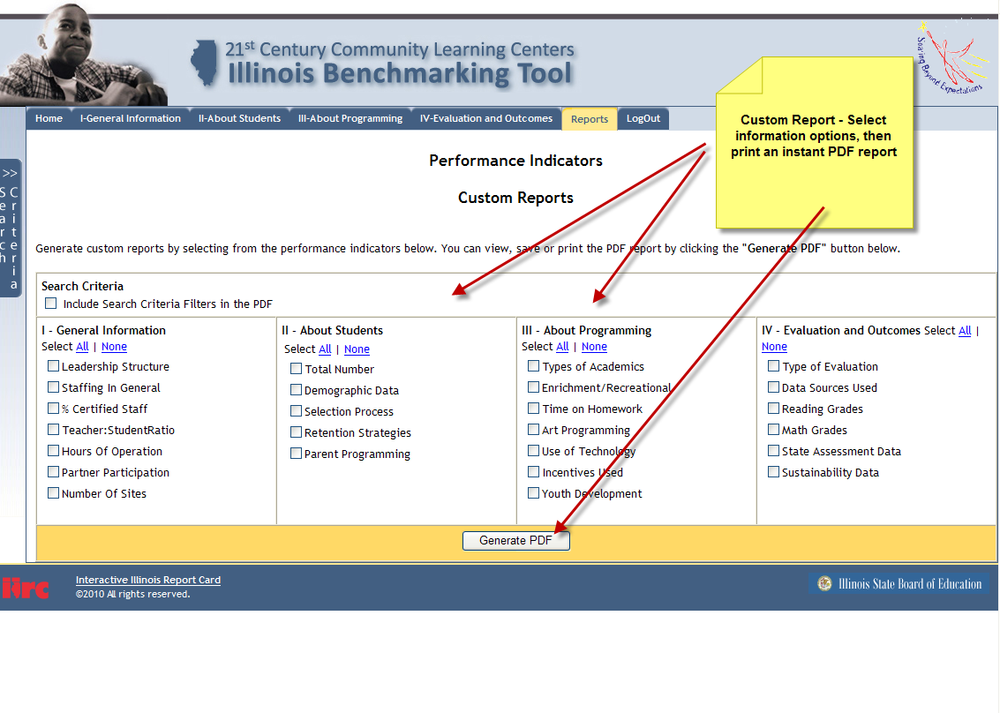 21st Century Community Learning Centers
Illinois Benchmarking Tool
Soaring Beyond Expectations
Home
I-General Information
II-About Students
III-About Programming
IV-Evaluation and Outcomes
Reports
LogOut
Custom Report - Select
information options, then
print an instant PDF report
>>
Search
Criteria
Performance Indicators
Custom Reports
Generate custom reports by selecting from the performance indicators below. You can view, save or print the PDF report by clicking the "Generate PDF" button below.
Search Criteria
Include Search Criteria Filters in the PDF
I - General Information
Select All | None
Leadership Structure
Staffing In General
% Certified Staff
Teacher:StudentRatio
Hours Of Operation
Partner Participation
Number Of Sites
II - About Students
Select All | None
Total Number
Demographic Data
Selection Process
Retention Strategies
Parent Programming
III - About Programming
Select All | None
Types of Academics
Enrichment/Recreational
Time on Homework
Art Programming
Use of Technology
Incentives Used
Youth Development
IV - Evaluation and Outcomes Select All |
None
Type of Evaluation
Data Sources Used
Reading Grades
Math Grades
State Assessment Data
Sustainability Data
Generate PDF
iirc
Interactive Illinois Report Card
©2010 All rights reserved.
Illinois State Board of Education